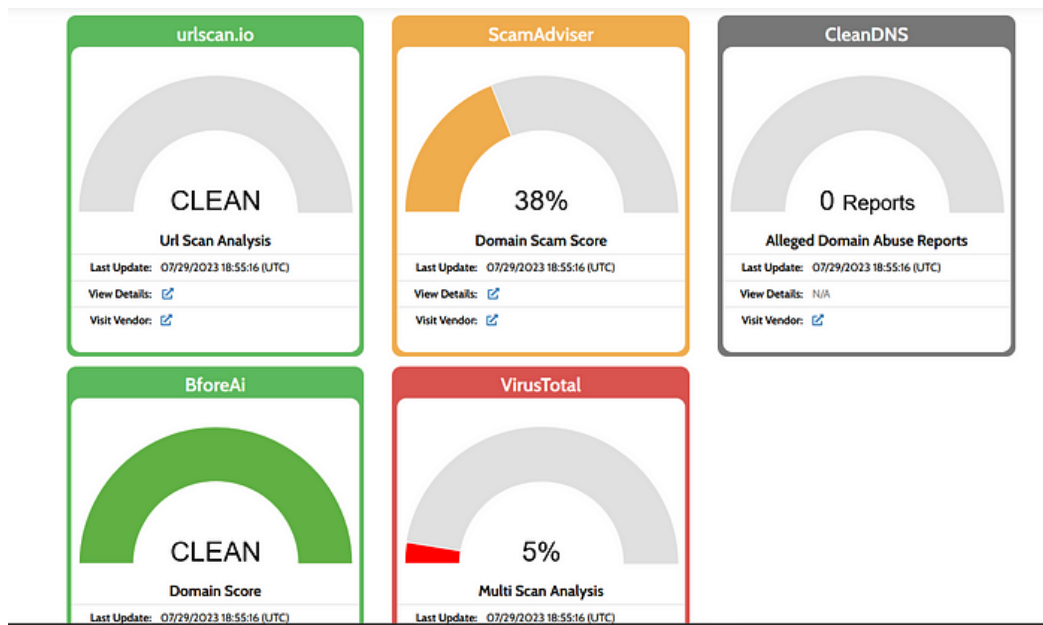 urlscan.io
CLEAN
Url Scan Analysis
Last Update: 07/29/2023 18:55:16 (UTC)
View Details:
Visit Vendor:
ScamAdviser
38%
Domain Scam Score
Last Update: 07/29/2023 18:55:16 (UTC)
View Details:
Visit Vendor:
CleanDNS
0 Reports
Alleged Domain Abuse Reports
Last Update: 07/29/2023 18:55:16 (UTC)
View Details: N/A
Visit Vendor:
BforeAi
CLEAN
Domain Score
Last Update: 07/29/2023 18:55:16 (UTC)
VirusTotal
5%
Multi Scan Analysis
Last Update: 07/29/2023 18:55:16 (UTC)